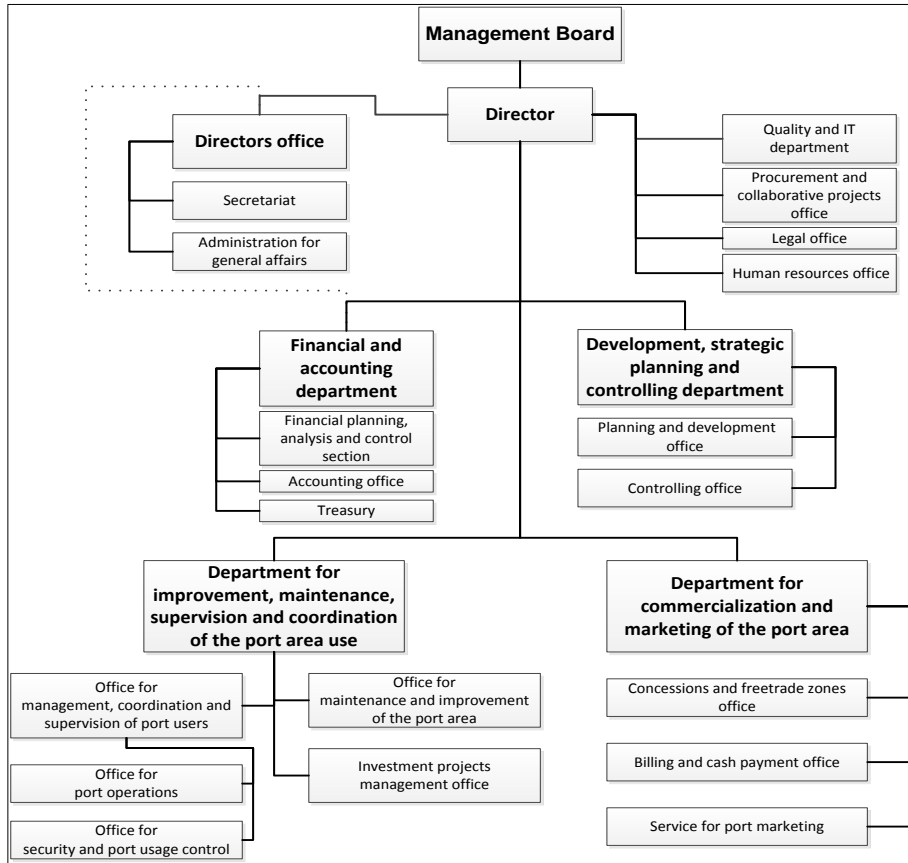 Management Board
Director
Directors office
Secretariat
Administration for
general affairs
Quality and IT
department
Procurement and
collaborative projects
office
Legal office
Human resources office
Financial and
accounting
department
Financial planning,
analysis and control
section
Accounting office
Treasury
Development, strategic
planning and
controlling department
Planning and development
office
Controlling office
Department for
improvement, maintenance,
supervision and coordination
of the port area use
Office for
management, coordination and
supervision of port users
Office for
port operations
Office for
security and port usage control
Office for
maintenance and improvement
of the port area
Investment projects
management office
Department for
commercialization and
marketing of the port area
Concessions and freetrade zones
office
Billing and cash payment office
Service for port marketing